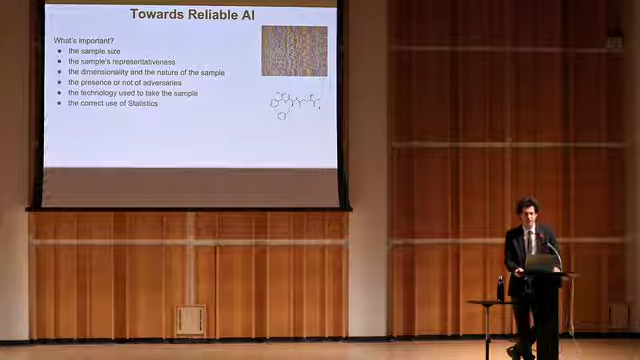 Towards Reliable AI
What's important?
● the sample size
● the sample's representativeness
● the dimensionality and the nature of the sample
● the presence or not of adversaries
● the technology used to take the sample
● the correct use of Statistics